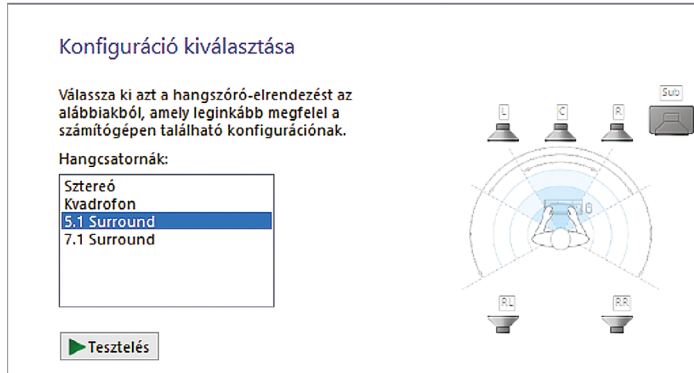 Konfiguráció kiválasztása
Válassza ki azt a hangszóró-elrendezést az
alábbiakból, amely leginkább megfelel a
számítógépen található konfigurációnak.
Hangcsatornák:
Sztereó
Kvadrofon
5.1 Surround
7.1 Surround
Tesztelés
Sub
L
C
R
RL
RR